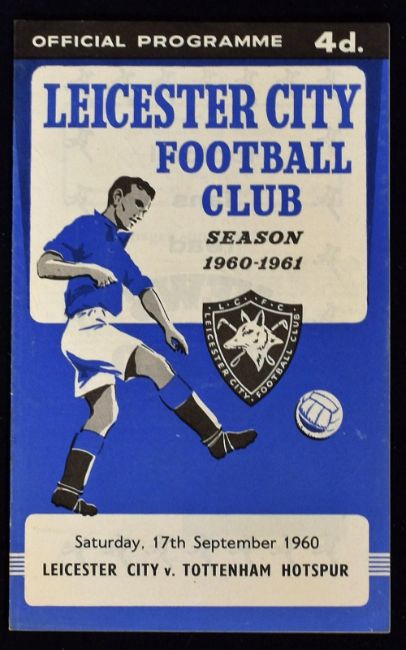 OFFICIAL PROGRAMME 4d.
LEICESTER CITY
FOOTBALL
CLUB
SEASON
1960-1961
L·C·F·C·
LEICESTER CITY FOOTBALL CLUB
Saturday, 17th September 1960
LEICESTER CITY v. TOTTENHAM HOTSPUR